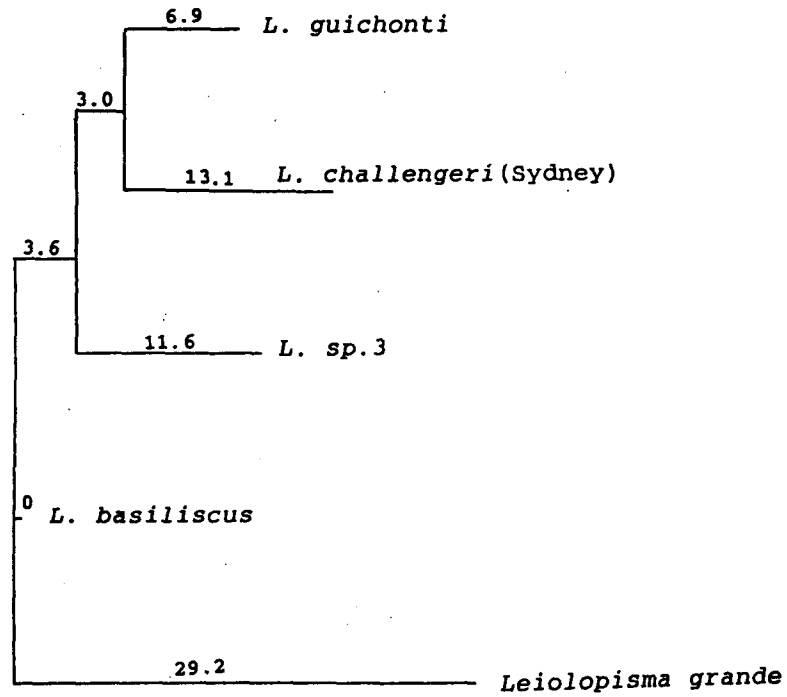 6.9 L. guichonti
3.0
13.1 L. challengeri (Sydney)
3.6
11.6 L. sp.3
0 L. basiliscus
29.2 Leiolopisma grande